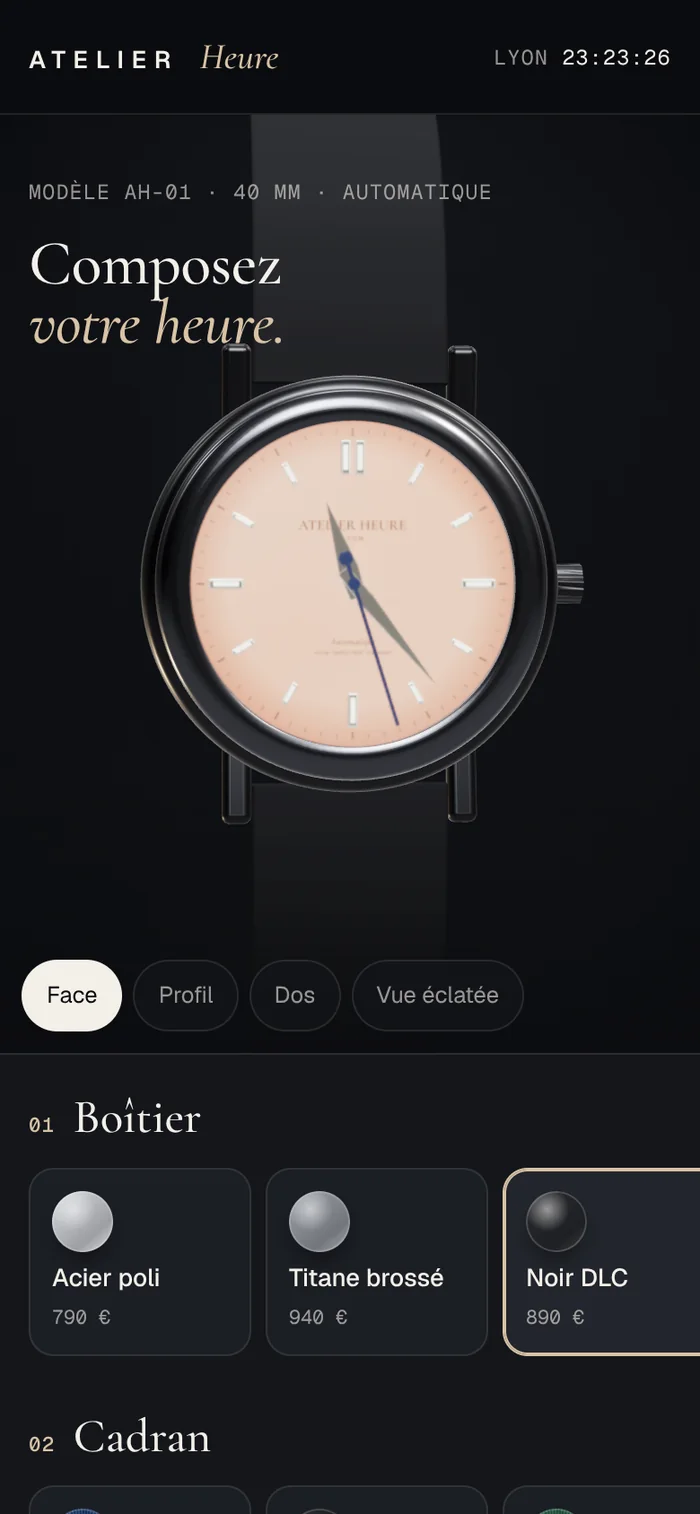 ATELIER Heure
LYON 23:23:26
MODÈLE AH-01 · 40 MM · AUTOMATIQUE
Composez
votre heure.
ATELIER HEURE
Face
Profil
Dos
Vue éclatée
01 Boîtier
Acier poli
790 €
Titane brossé
940 €
Noir DLC
890 €
02 Cadran